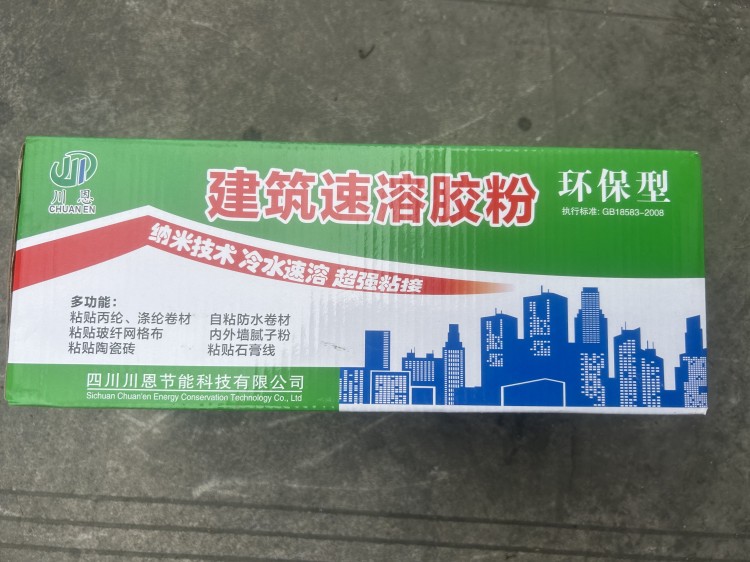 川恩
CHUAN EN
建筑速溶胶粉
环保型
执行标准: GB18583-2008
纳米技术 冷水速溶 超强粘接
多功能:
粘贴丙纶、涤纶卷材 自粘防水卷材
粘贴玻纤网格布 内外墙腻子粉
粘贴陶瓷砖 粘贴石膏线
四川川恩节能科技有限公司
Sichuan Chuan'en Energy Conservation Technology Co., Ltd